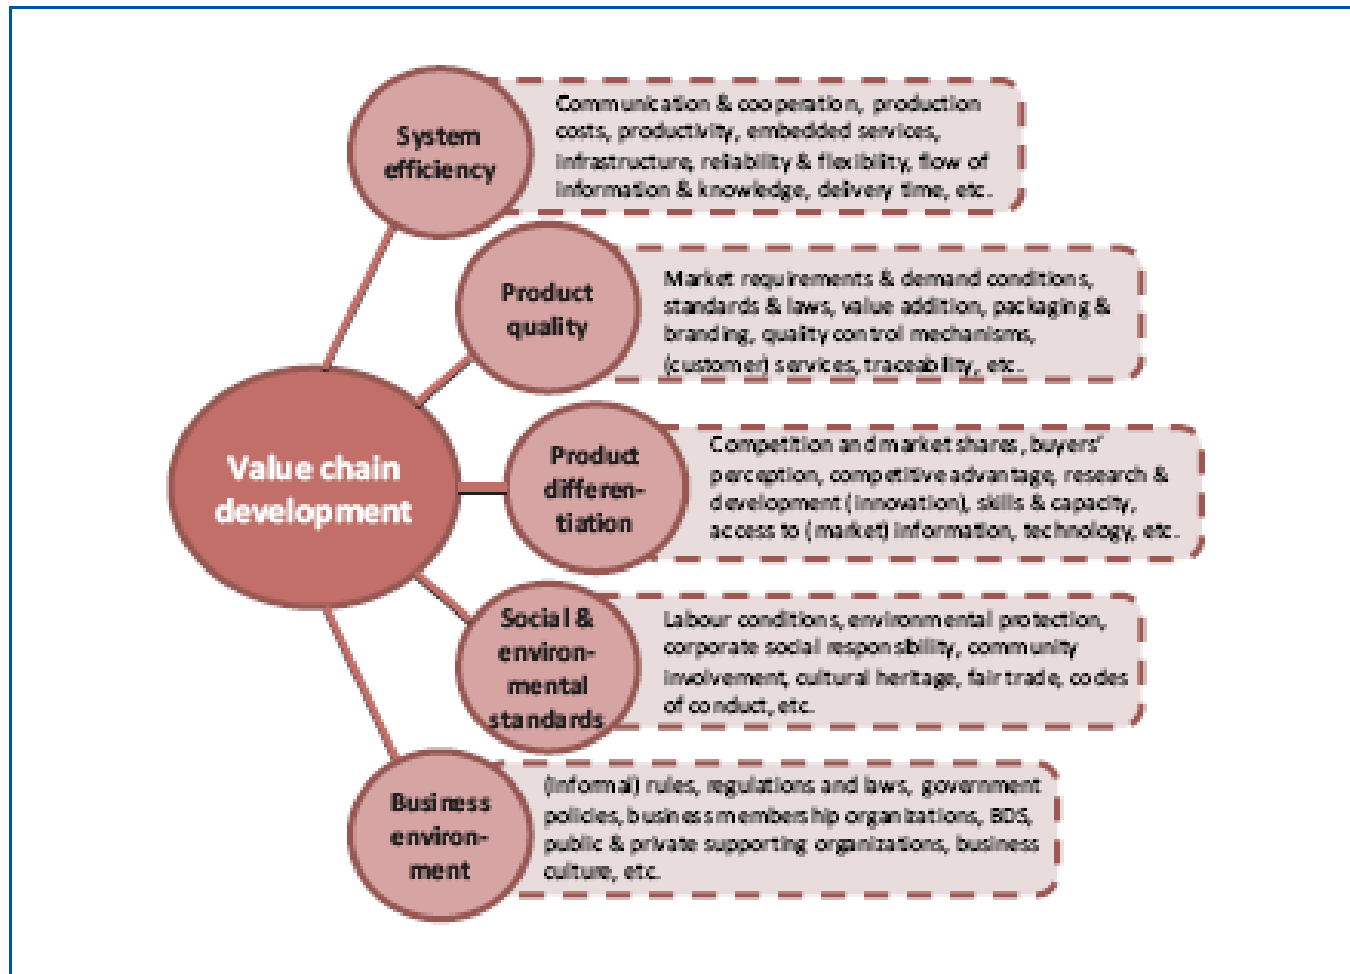 System
efficiency
Communication & cooperation, production
costs, productivity, embedded services,
infrastructure, reliability & flexibility, flow of
information & knowledge, delivery time, etc.
Product
quality
Market requirements & demand conditions,
standards & laws, value addition, packaging &
branding, quality control mechanisms,
(customer) services, traceability, etc.
Value chain
development
Product
differen-
tiation
Competition and market shares, buyers'
perception, competitive advantage, research &
development (innovation), skills & capacity,
access to (market) information, technology, etc.
Social &
environ-
mental
standards
Labour conditions, environmental protection,
corporate social responsibility, community
involvement, cultural heritage, fair trade, codes
of conduct, etc.
Business
environ-
ment
(Informal) rules, regulations and laws, government
policies, business membership organizations, BDS,
public & private supporting organizations, business
culture, etc.